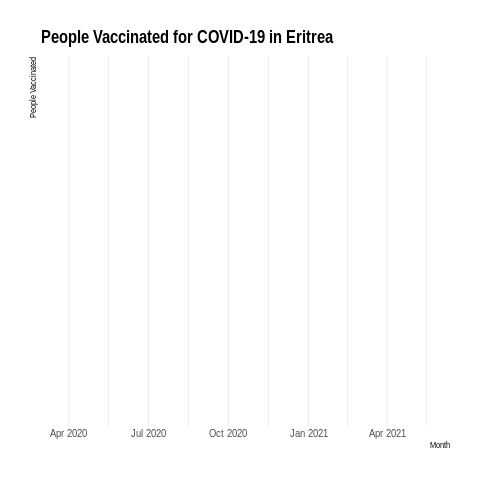 People Vaccinated for COVID-19 in Eritrea
People Vaccinated
Apr 2020
Jul 2020
Oct 2020
Jan 2021
Apr 2021
Month